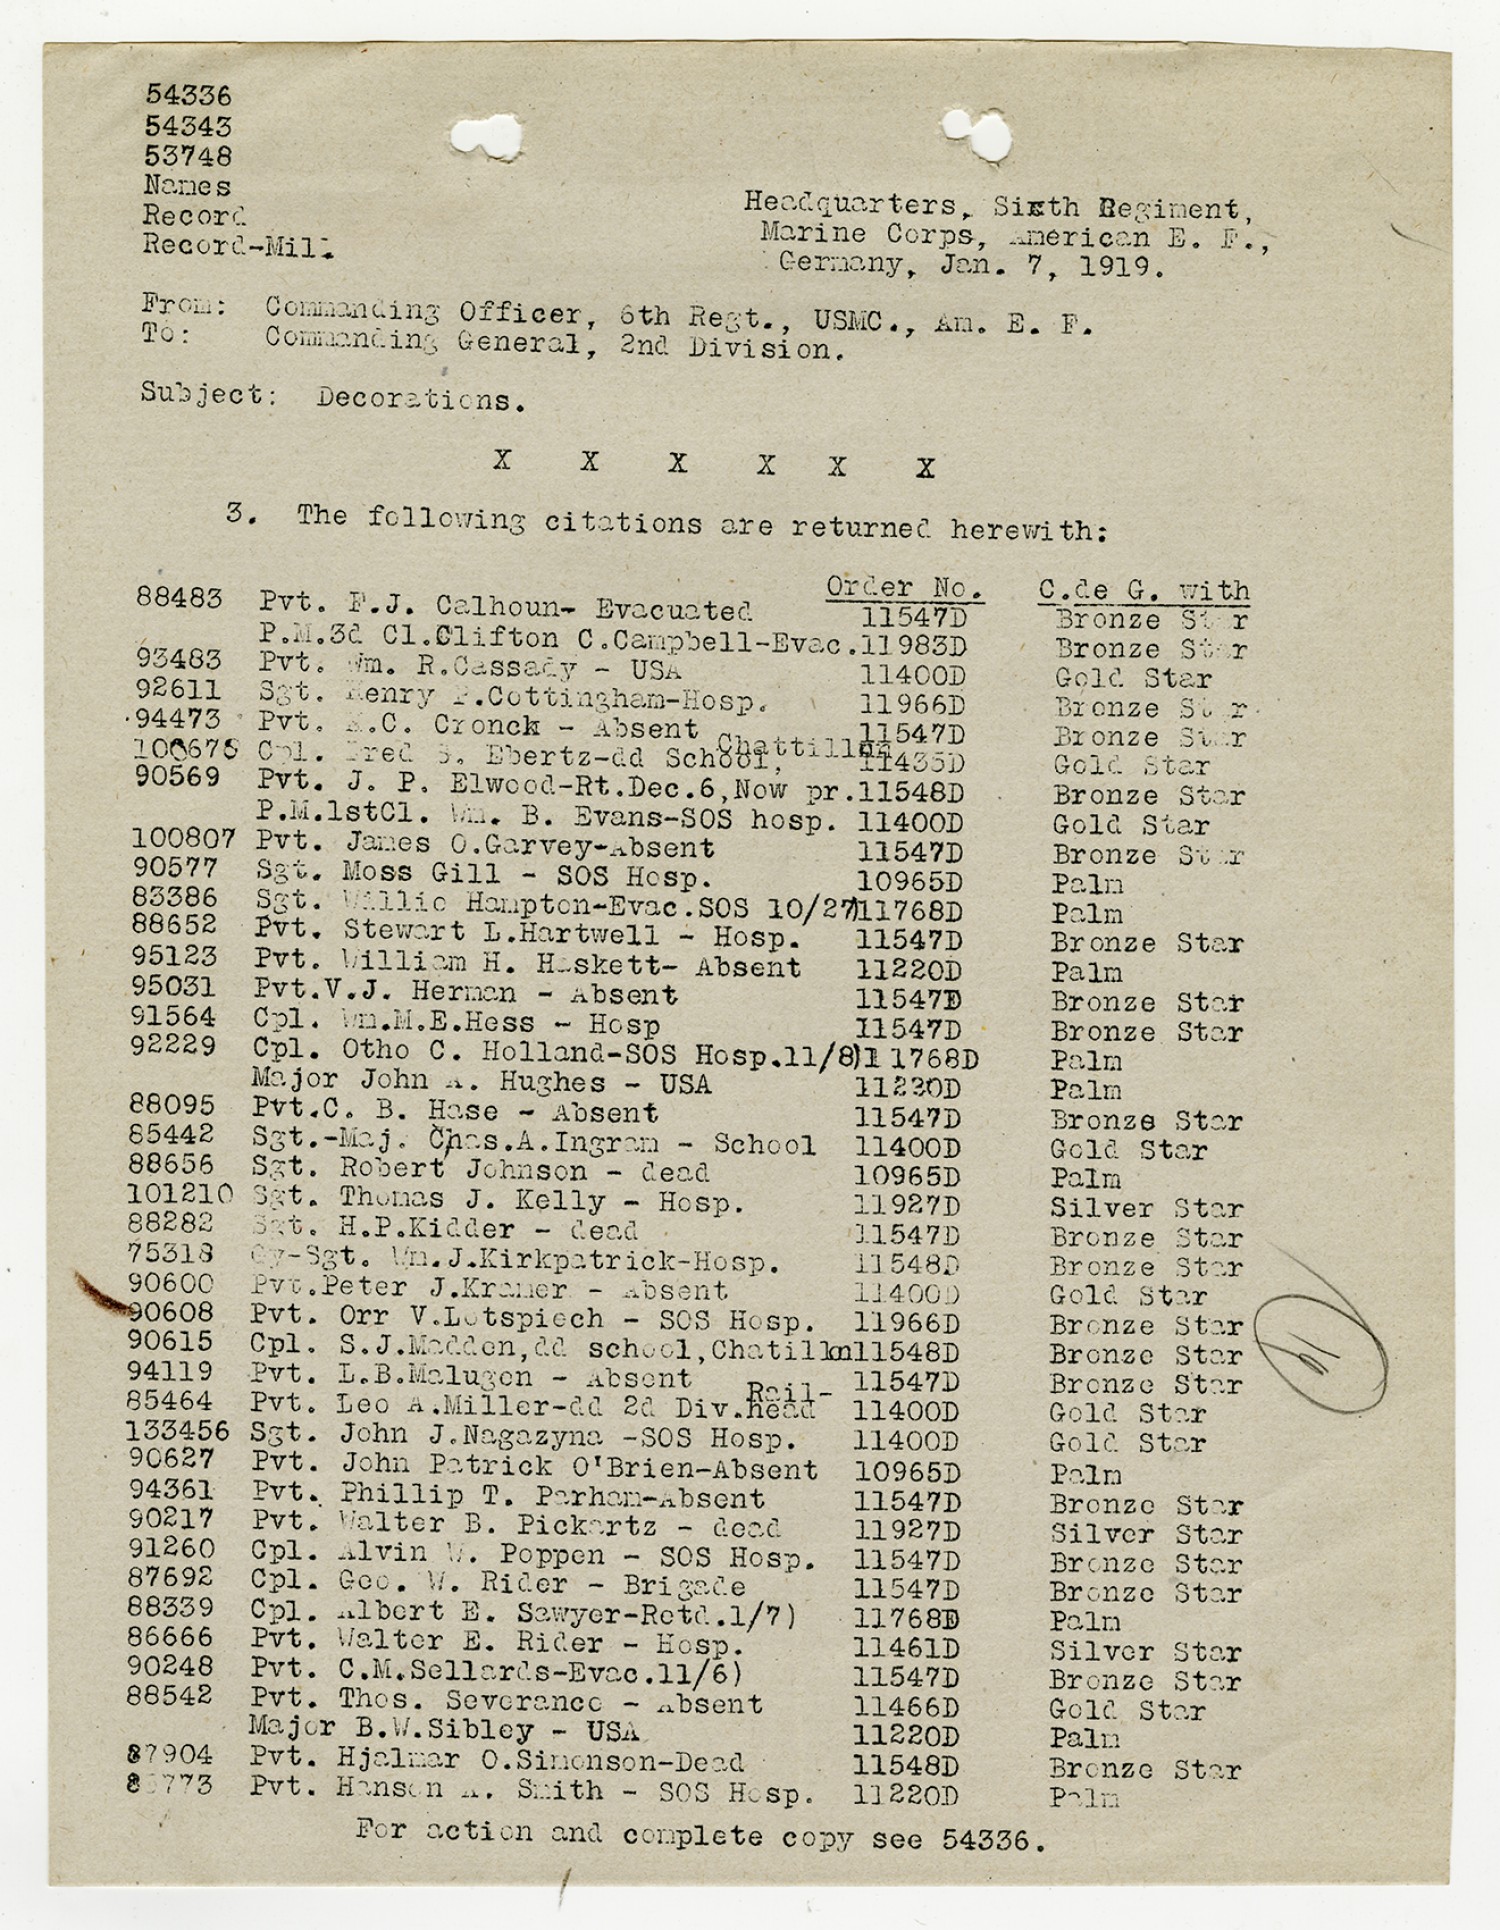 54336
54343
53748
Names
Record
Record-Mil.
Headquarters, Sixth Regiment,
Marine Corps, American E. F.,
Germany, Jan. 7, 1919.
From: Commanding Officer, 6th Regt., USMC., Am. E. F.
To: Commanding General, 2nd Division.
Subject: Decorations.
X X X X X X
3. The following citations are returned herewith:
Order No. C.de G. with
88483 Pvt. F.J. Calhoun- Evacuated 11547D Bronze Star
P.M.3d Cl.Clifton C.Campbell-Evac.11983D Bronze Star
93483 Pvt. Wm. R.Cassady - USA 11400D Gold Star
92611 Sgt. Henry P.Cottingham-Hosp. 11966D Bronze Star
94473 Pvt. C. Cronck - Absent 11547D Bronze Star
Cpl. Fred Ebertz-dd School, Chattillon 11435D Gold Star
90569 Pvt. J. P. Elwood-Rt.Dec.6,Now pr.11548D Bronze Star
P.M.1stCl. Wm. B. Evans-SOS hosp. 11400D Gold Star
100807 Pvt. James O.Garvey-Absent 11547D Bronze Star
90577 Sgt. Moss Gill - SOS Hosp. 10965D Palm
83386 Sgt. Willie Hampton-Evac.SOS 10/27)11768D Palm
88652 Pvt. Stewart L.Hartwell - Hosp. 11547D Bronze Star
95123 Pvt. William H. Haskett- Absent 11220D Palm
95031 Pvt.V.J. Herman - Absent 11547D Bronze Star
91564 Cpl. Wm.M.E.Hess - Hosp 11547D Bronze Star
92229 Cpl. Otho C. Holland-SOS Hosp.11/8)11768D Palm
Major John A. Hughes - USA 11220D Palm
88095 Pvt.C. B. Hase - Absent 11547D Bronze Star
85442 Sgt.-Maj. Chas.A.Ingram - School 11400D Gold Star
88656 Sgt. Robert Johnson - dead 10965D Palm
101210 Sgt. Thomas J. Kelly - Hosp. 11927D Silver Star
88282 Sgt. H.P.Kidder - dead 11547D Bronze Star
75318 Gy-Sgt. Wm.J.Kirkpatrick-Hosp. 11548D Bronze Star
90600 Pvt.Peter J.Kramer - Absent 11400D Gold Star
90608 Pvt. Orr V.Lotspiech - SOS Hosp. 11966D Bronze Star
90615 Cpl. S.J.Madden,dd school,Chatillon11548D Bronze Star
94119 Pvt. L.B.Malugen - Absent 11547D Bronze Star
85464 Pvt. Leo A.Miller-dd 2d Div.Rail-head 11400D Gold Star
133456 Sgt. John J.Nagazyna -SOS Hosp. 11400D Gold Star
90627 Pvt. John Patrick O'Brien-Absent 10965D Palm
94361 Pvt. Phillip T. Parham-Absent 11547D Bronze Star
90217 Pvt. Walter B. Pickartz - dead 11927D Silver Star
91260 Cpl. Alvin W. Poppen - SOS Hosp. 11547D Bronze Star
87692 Cpl. Geo. W. Rider - Brigade 11547D Bronze Star
88339 Cpl. Albert E. Sawyer-Retd.1/7) 11768D Palm
86666 Pvt. Walter E. Rider - Hosp. 11461D Silver Star
90248 Pvt. C.M.Sellards-Evac.11/6) 11547D Bronze Star
88542 Pvt. Thos. Severance - Absent 11466D Gold Star
Major B.W.Sibley - USA 11220D Palm
87904 Pvt. Hjalmar O.Simonson-Dead 11548D Bronze Star
Pvt. Hanson A. Smith - SOS Hosp. 11220D Palm
For action and complete copy see 54336.